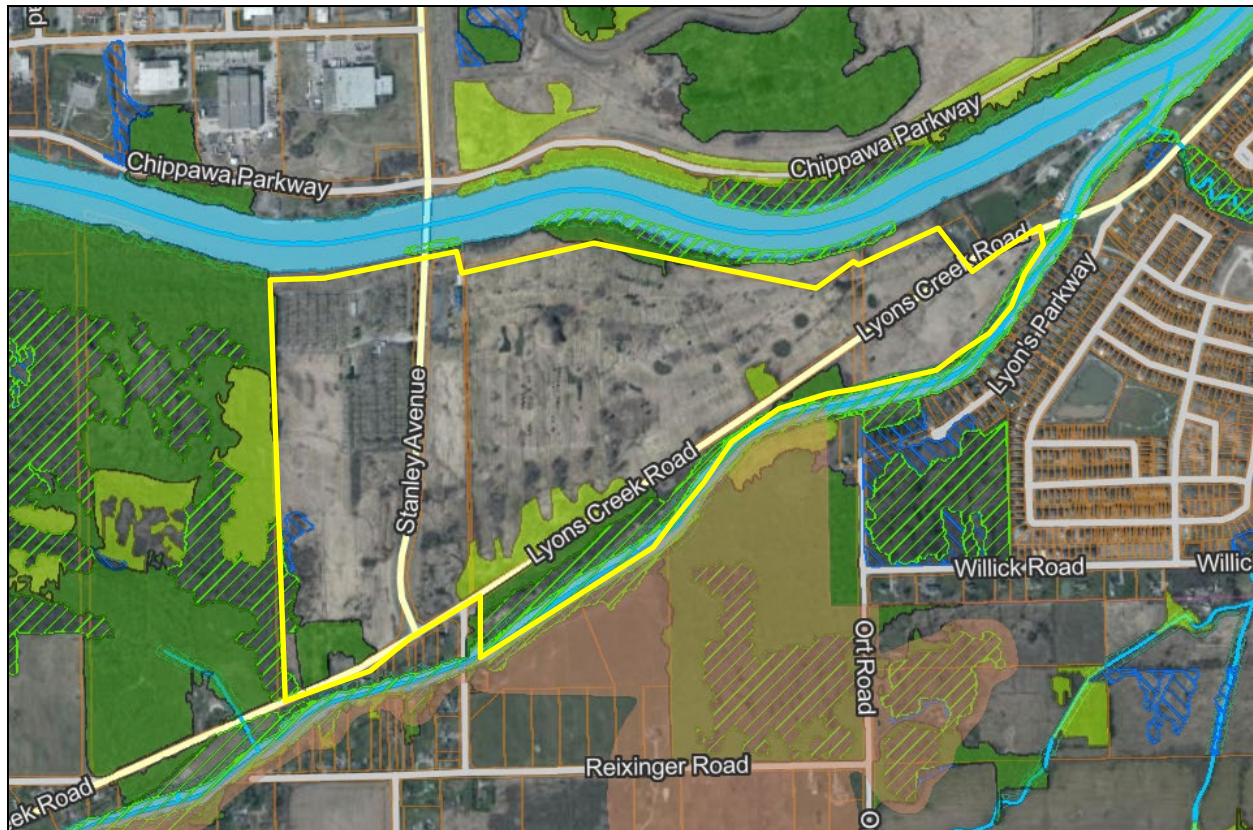 Chippawa Parkway
Chippawa Parkway
Lyons Creek Road
Lyon's Parkway
Stanley Avenue
Lyons Creek Road
Willick Road
Willic
Ort Road
Reixinger Road
ek Road
O